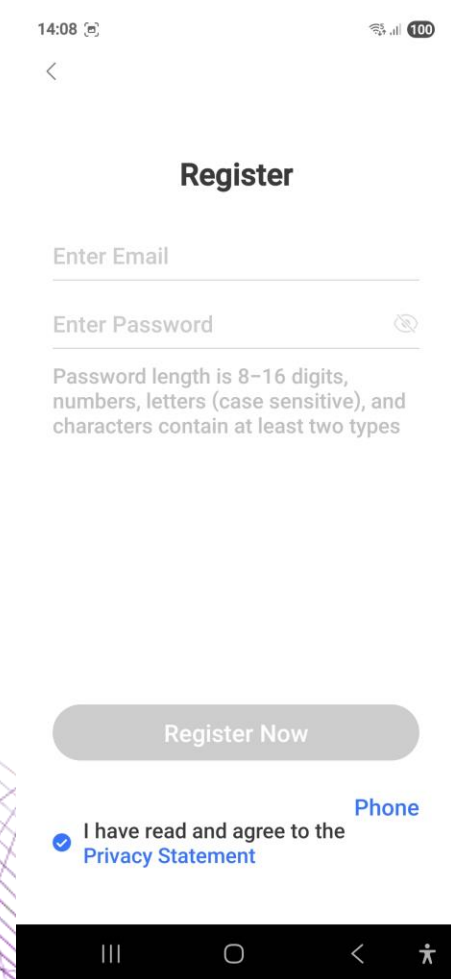 14:08
100
Register
Enter Email
Enter Password
Password length is 8-16 digits,
numbers, letters (case sensitive), and
characters contain at least two types
Register Now
Phone
I have read and agree to the
Privacy Statement